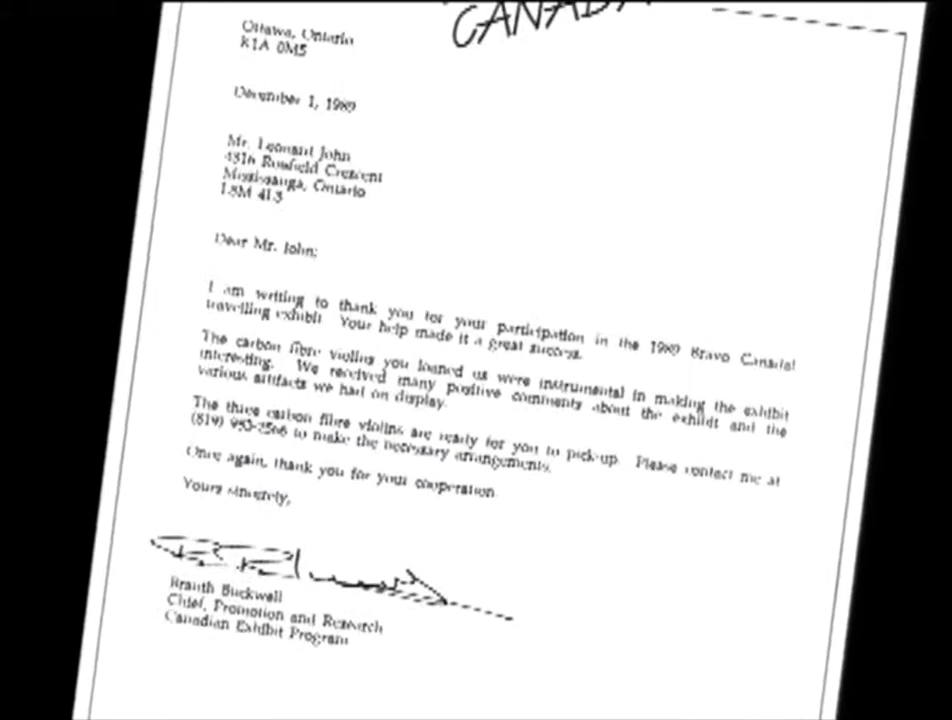 CANADA
Ottawa, Ontario
K1A 0M5
December 1, 1989
Mr. Leonard John
Crescent
Mississauga, Ontario
L5M 4L3
Dear Mr. John:
I am writing to thank you for your participation in the 1989 Bravo Canada!
travelling exhibit. Your help made it a great success.
The carbon fibre violins you loaned us were instrumental in making the exhibit
interesting. We received many positive comments about the exhibit and the
various artifacts we had on display.
The three carbon fibre violins are ready for you to pick-up. Please contact me at
(819) to make the necessary arrangements.
Once again, thank you for your cooperation.
Yours sincerely,
Buckwell
Chief, Promotion and Research
Canadian Exhibit Program